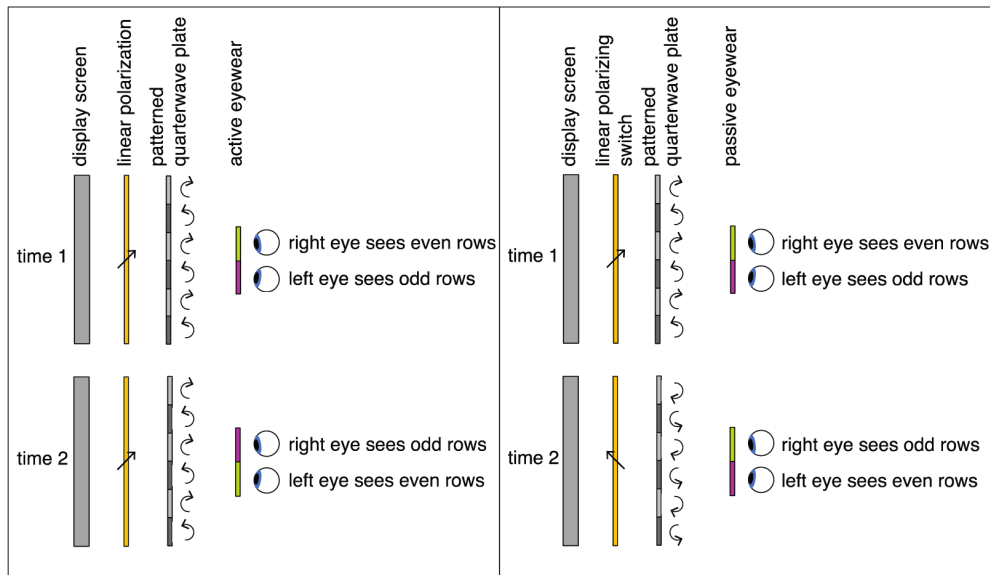 display screen
linear polarization
patterned
quarterwave plate
active eyewear
time 1
right eye sees even rows
left eye sees odd rows
time 2
right eye sees odd rows
left eye sees even rows
display screen
linear polarizing
switch
patterned
quarterwave plate
passive eyewear
time 1
right eye sees even rows
left eye sees odd rows
time 2
right eye sees odd rows
left eye sees even rows